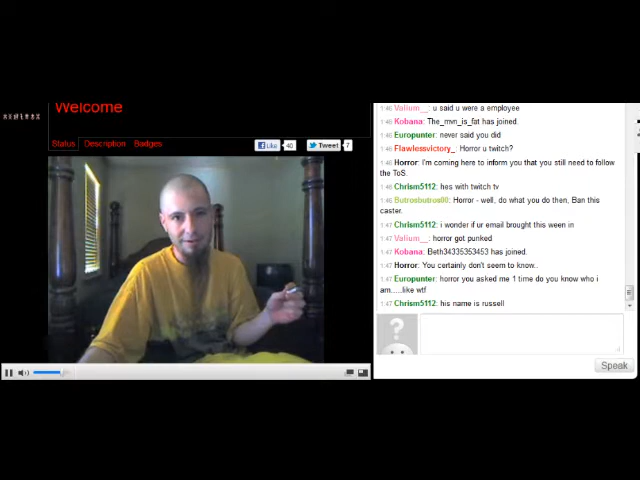 Welcome
Status Description Badges
Like 40 Tweet 7
1:46 Valium__: u said u were a employee
1:46 Kobana: The_mvn_is_fat has joined.
1:46 Europunter: never said you did
1:46 Flawlessvictory_: Horror u twitch?
1:46 Horror: I'm coming here to inform you that you still need to follow
the ToS.
1:46 Chrism5112: hes with twitch tv
1:46 Butrosbutros00: Horror - well, do what you do then, Ban this
caster.
1:47 Chrism5112: i wonder if ur email brought this ween in
1:47 Valium__: horror got punked
1:47 Kobana: Beth34335353453 has joined.
1:47 Horror: You certainly don't seem to know..
1:47 Europunter: horror you asked me 1 time do you know who i
am.....like wtf
1:47 Chrism5112: his name is russell
Speak